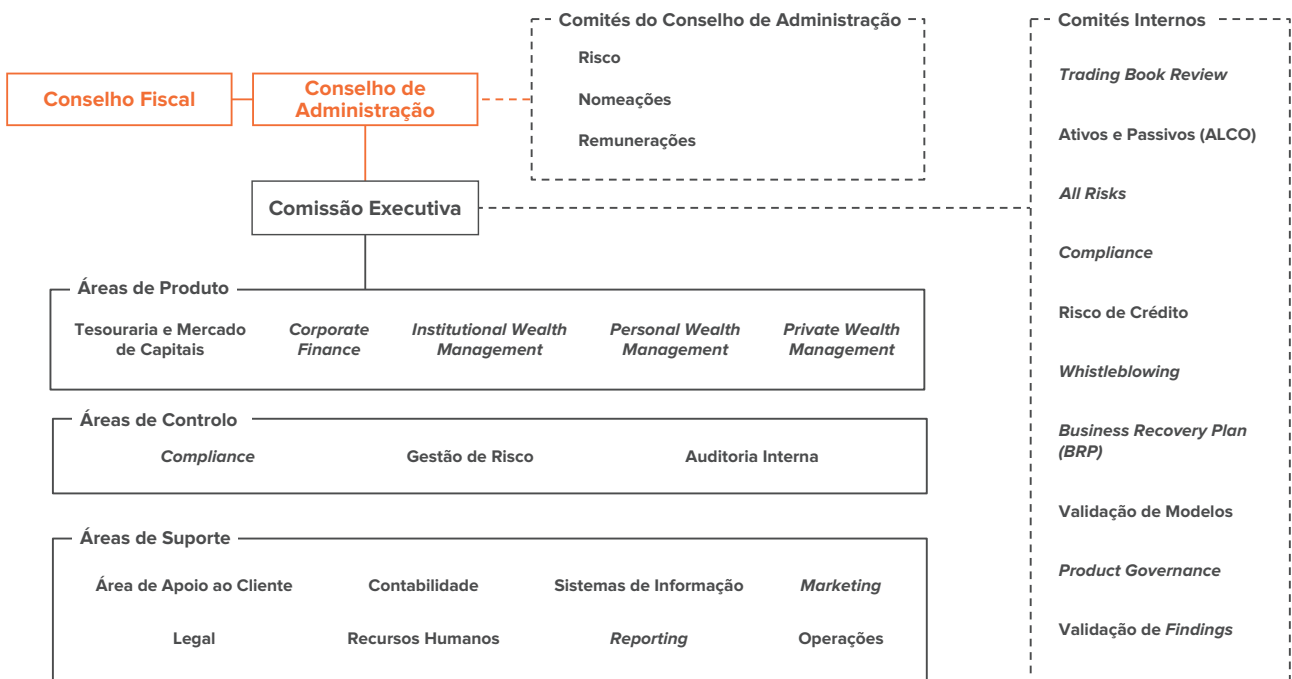 Conselho Fiscal
Conselho de
Administração
Comités do Conselho de Administração
Risco
Nomeações
Remunerações
Comissão Executiva
Áreas de Produto
Tesouraria e Mercado
de Capitais
Corporate
Finance
Institutional Wealth
Management
Personal Wealth
Management
Private Wealth
Management
Áreas de Controlo
Compliance
Gestão de Risco
Auditoria Interna
Áreas de Suporte
Área de Apoio ao Cliente
Contabilidade
Sistemas de Informação
Marketing
Legal
Recursos Humanos
Reporting
Operações
Comités Internos
Trading Book Review
Ativos e Passivos (ALCO)
All Risks
Compliance
Risco de Crédito
Whistleblowing
Business Recovery Plan
(BRP)
Validação de Modelos
Product Governance
Validação de Findings